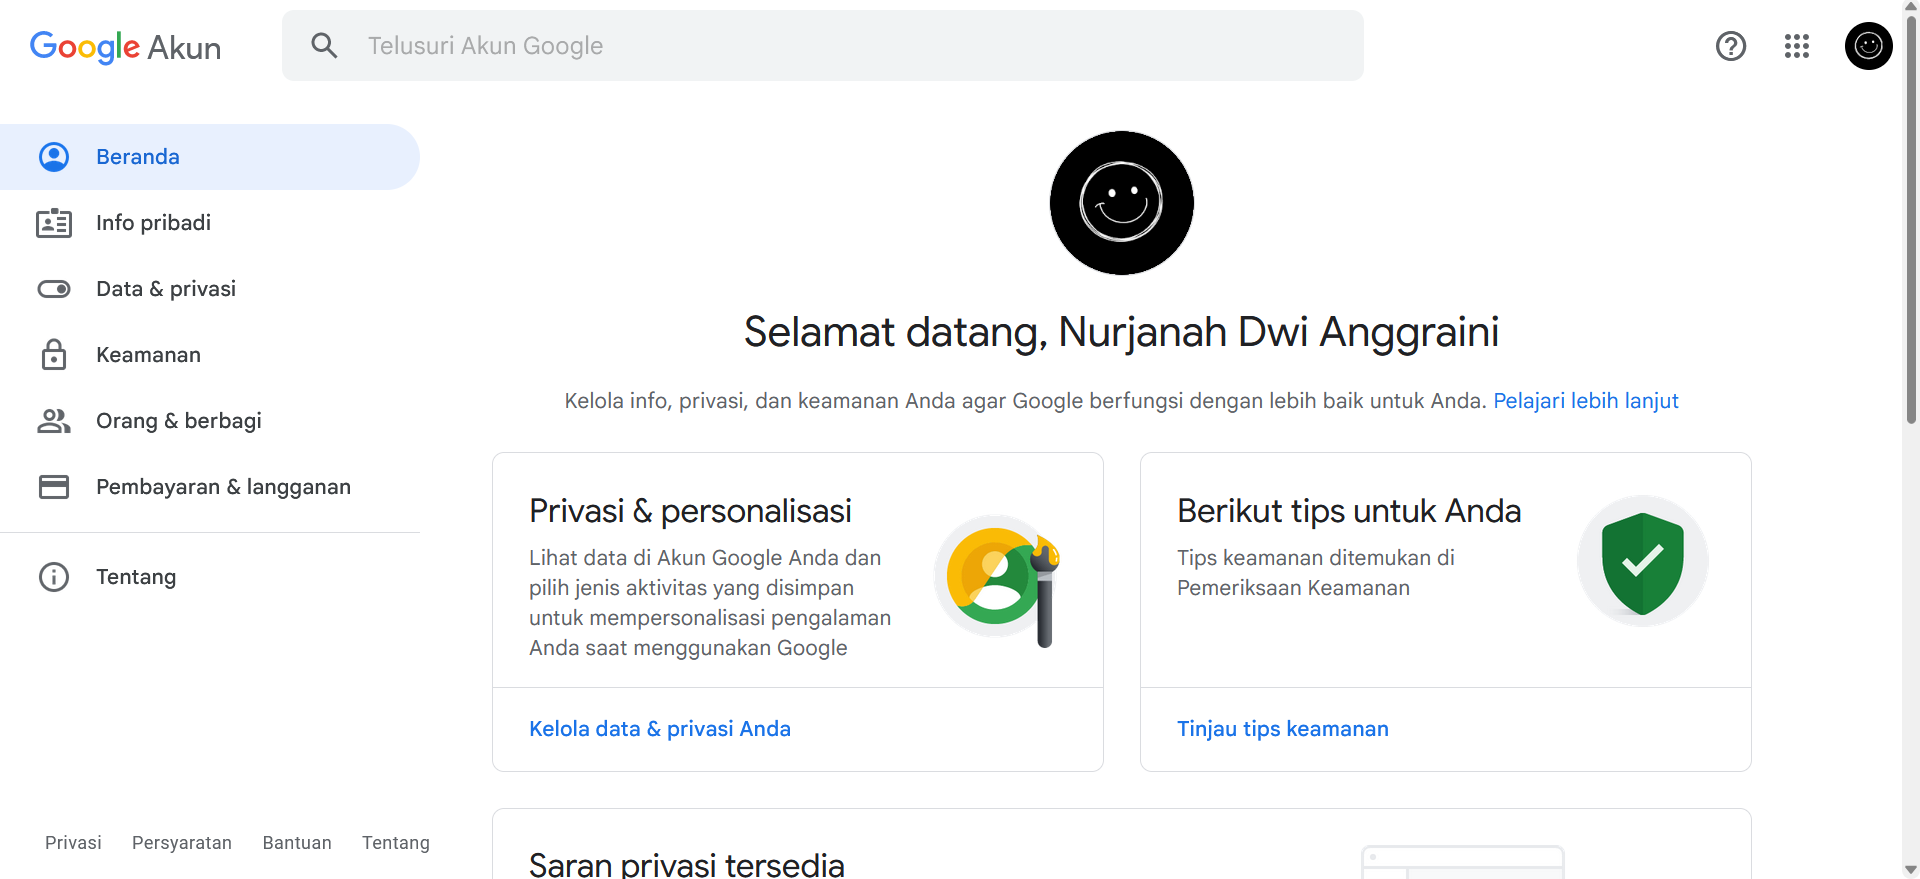 Google Akun
Telusuri Akun Google
Beranda
Info pribadi
Data & privasi
Keamanan
Orang & berbagi
Pembayaran & langganan
Tentang
Privasi
Persyaratan
Bantuan
Tentang
Selamat datang, Nurjanah Dwi Anggraini
Kelola info, privasi, dan keamanan Anda agar Google berfungsi dengan lebih baik untuk Anda. Pelajari lebih lanjut
Privasi & personalisasi
Lihat data di Akun Google Anda dan
pilih jenis aktivitas yang disimpan
untuk mempersonalisasi pengalaman
Anda saat menggunakan Google
Kelola data & privasi Anda
Berikut tips untuk Anda
Tips keamanan ditemukan di
Pemeriksaan Keamanan
Tinjau tips keamanan
Saran privasi tersedia